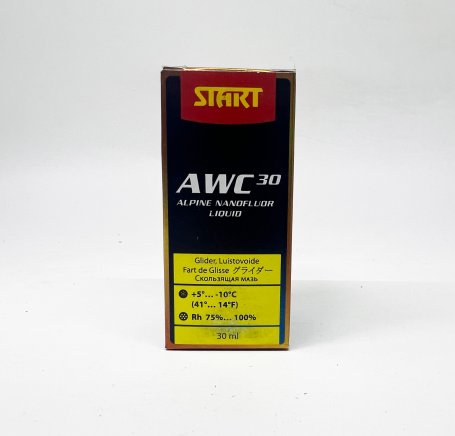 START
AWC 30
ALPINE NANOFLUOR
LIQUID
Glider, Luistovoide
Fart de Glisse グライダー
Скользящая мазь
+5°... -10°C
(41°... 14°F)
Rh 75%... 100%
30 ml